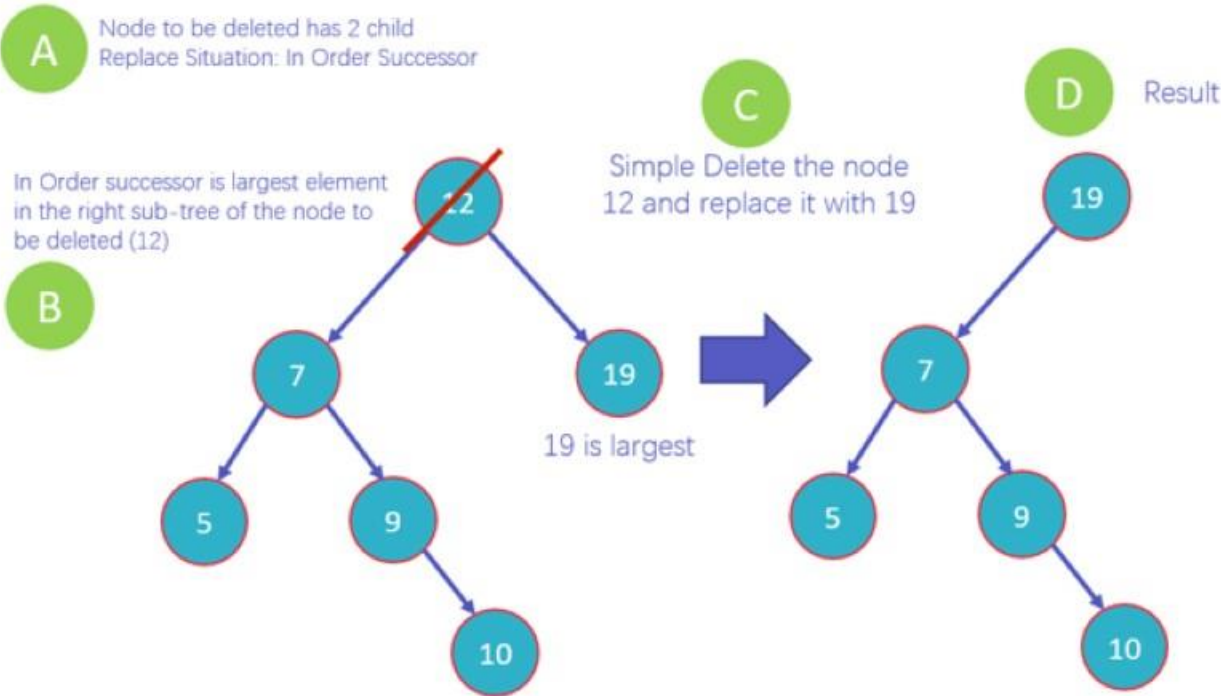 A
Node to be deleted has 2 child
Replace Situation: In Order Successor
In Order successor is largest element
in the right sub-tree of the node to
be deleted (12)
B
12
7
19
19 is largest
5
9
10
C
Simple Delete the node
12 and replace it with 19
D
Result
19
7
5
9
10